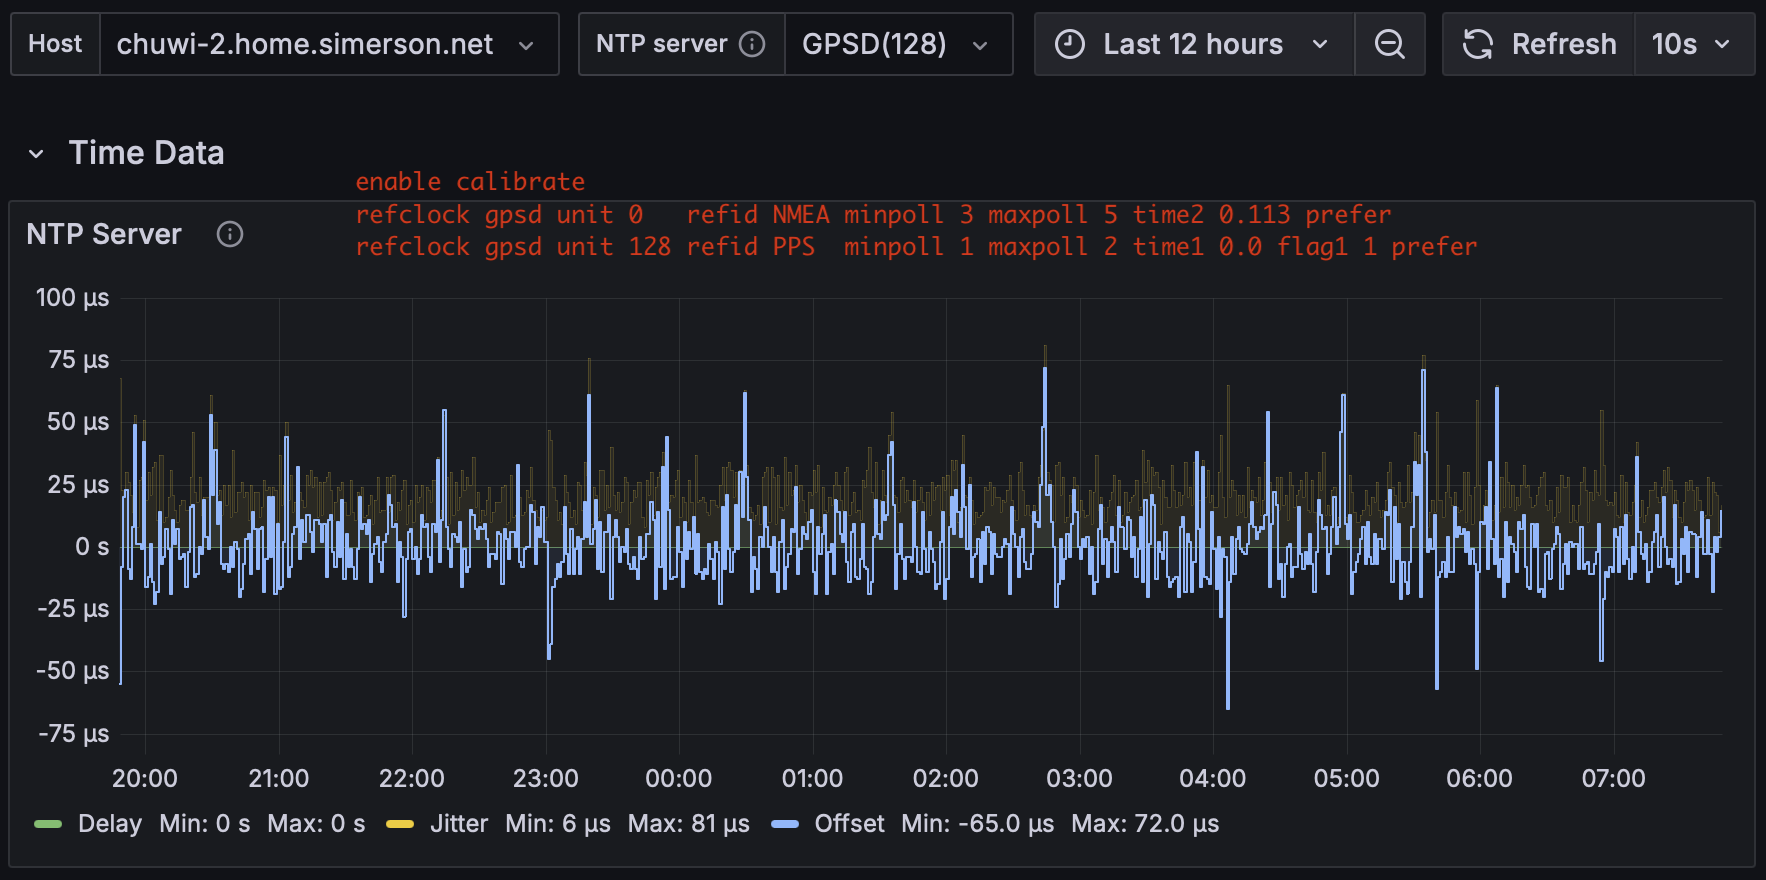 Host chuwi-2.home.simerson.net NTP server GPSD(128) Last 12 hours Refresh 10s
Time Data
enable calibrate
refclock gpsd unit 0   refid NMEA minpoll 3 maxpoll 5 time2 0.113 prefer
NTP Server
refclock gpsd unit 128 refid PPS  minpoll 1 maxpoll 2 time1 0.0 flag1 1 prefer
100 µs
75 µs
50 µs
25 µs
0 s
-25 µs
-50 µs
-75 µs
20:00 21:00 22:00 23:00 00:00 01:00 02:00 03:00 04:00 05:00 06:00 07:00
Delay Min: 0 s Max: 0 s Jitter Min: 6 µs Max: 81 µs Offset Min: -65.0 µs Max: 72.0 µs